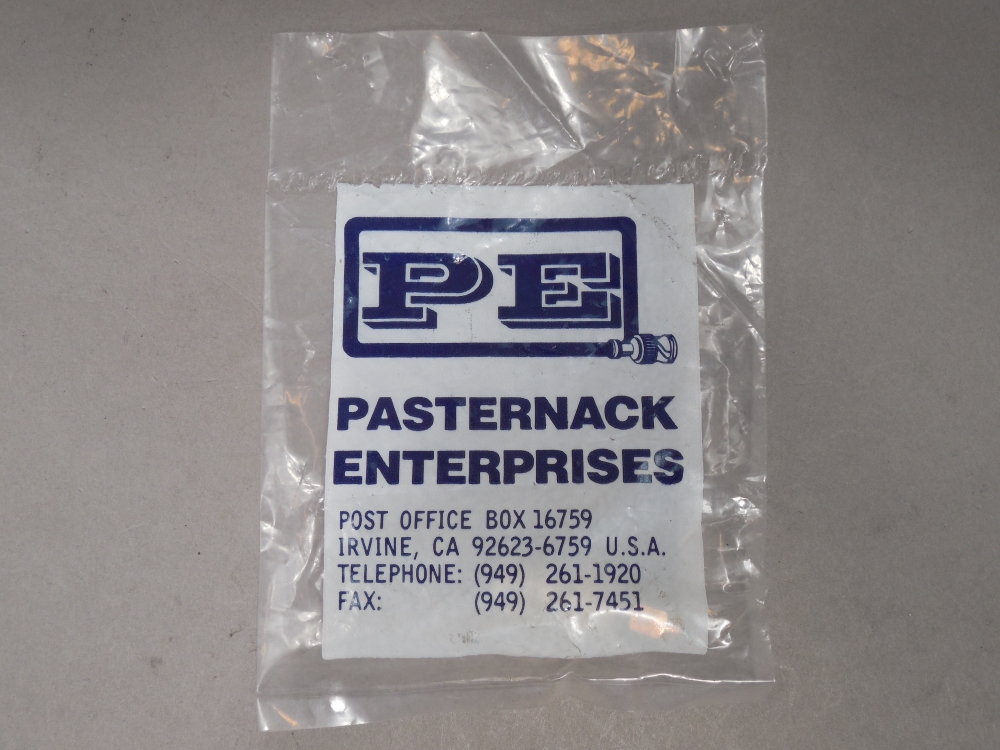 PE
PASTERNACK
ENTERPRISES
POST OFFICE BOX 16759
IRVINE, CA 92623-6759 U.S.A.
TELEPHONE: (949) 261-1920
FAX: (949) 261-7451